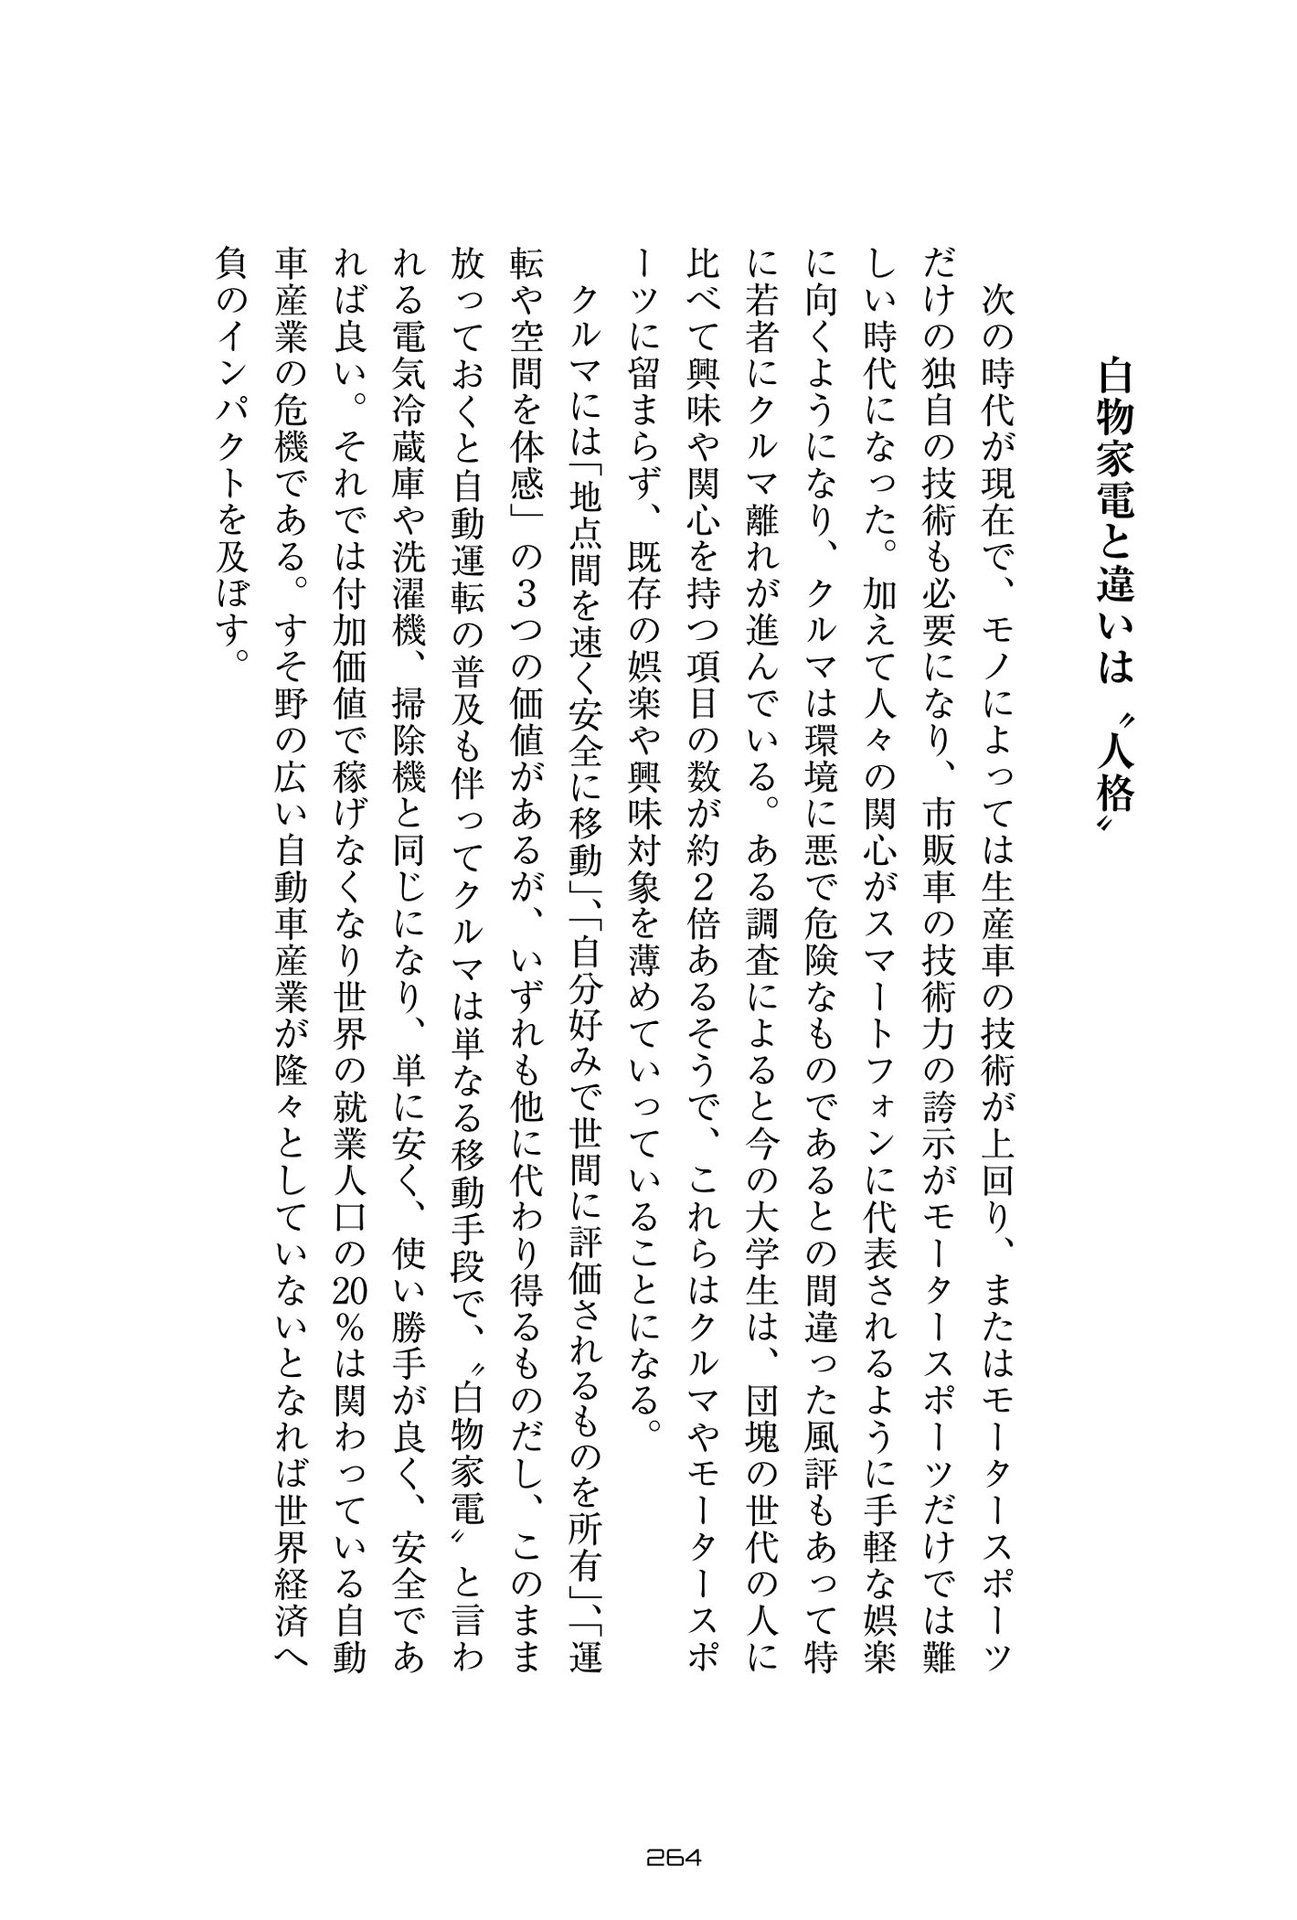 白物家電と違いは〝人格〟
次の時代が現在で、モノによっては生産車の技術が上回り、またはモータースポーツ
だけの独自の技術も必要になり、市販車の技術力の誇示がモータースポーツだけでは難
しい時代になった。加えて人々の関心がスマートフォンに代表されるように手軽な娯楽
に向くようになり、クルマは環境に悪で危険なものであるとの間違った風評もあって特
に若者にクルマ離れが進んでいる。ある調査によると今の大学生は、団塊の世代の人に
比べて興味や関心を持つ項目の数が約２倍あるそうで、これらはクルマやモータースポ
ーツに留まらず、既存の娯楽や興味対象を薄めていっていることになる。
クルマには「地点間を速く安全に移動」、「自分好みで世間に評価されるものを所有」、「運
転や空間を体感」の３つの価値があるが、いずれも他に代わり得るものだし、このまま
放っておくと自動運転の普及も伴ってクルマは単なる移動手段で、〝白物家電〟と言わ
れる電気冷蔵庫や洗濯機、掃除機と同じになり、単に安く、使い勝手が良く、安全であ
れば良い。それでは付加価値で稼げなくなり世界の就業人口の20％は関わっている自動
車産業の危機である。すそ野の広い自動車産業が隆々としていないとなれば世界経済へ
負のインパクトを及ぼす。
264